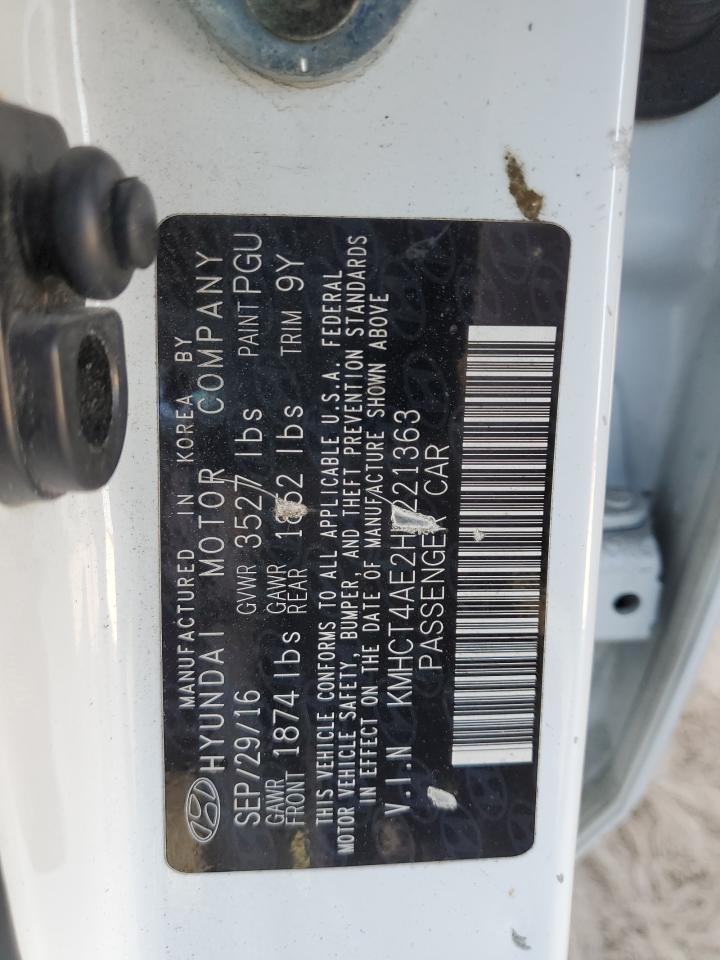 MANUFACTURED IN KOREA BY
HYUNDAI MOTOR COMPANY
SEP/29/16 GVWR 3527 lbs PAINT PGU
GAWR FRONT 1874 lbs GAWR REAR lbs TRIM 9Y
THIS VEHICLE CONFORMS TO ALL APPLICABLE U.S.A. FEDERAL
MOTOR VEHICLE SAFETY, BUMPER, AND THEFT PREVENTION STANDARDS
IN EFFECT ON THE DATE OF MANUFACTURE SHOWN ABOVE
V.I.N
PASSENGER CAR